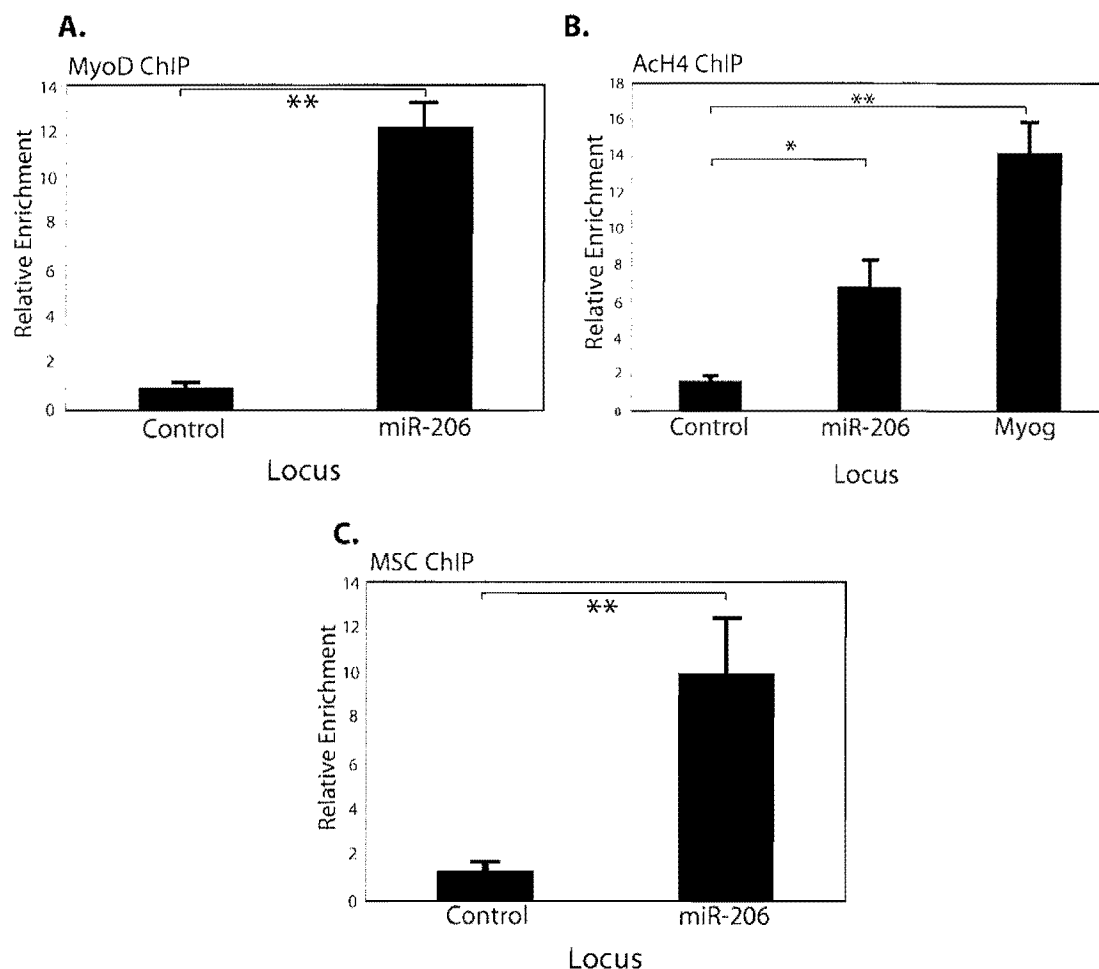 A.
MyoD ChIP
14
12
10
8
6
4
2
0
Relative Enrichment
**
Control
miR-206
Locus
B.
AcH4 ChIP
18
16
14
12
10
8
6
4
2
0
Relative Enrichment
**
*
Control
miR-206
Myog
Locus
C.
MSC ChIP
14
12
10
8
6
4
2
0
Relative Enrichment
**
Control
miR-206
Locus